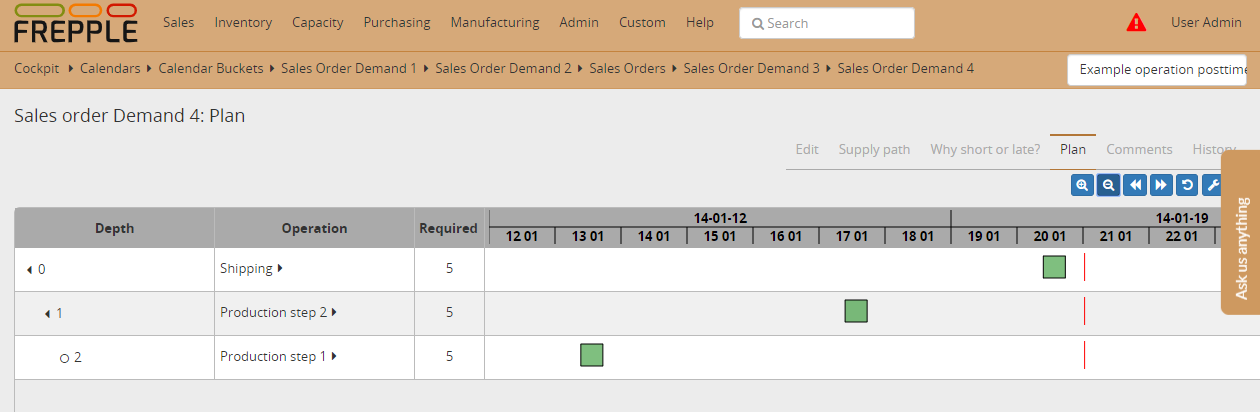 FREPPLE
Sales Inventory Capacity Purchasing Manufacturing Admin Custom Help Search User Admin
Cockpit Calendars Calendar Buckets Sales Order Demand 1 Sales Order Demand 2 Sales Orders Sales Order Demand 3 Sales Order Demand 4 Example operation posttime
Sales order Demand 4: Plan
Edit Supply path Why short or late? Plan Comments History
Ask us anything
14-01-12 14-01-19
Depth Operation Required
12 01 13 01 14 01 15 01 16 01 17 01 18 01 19 01 20 01 21 01 22 01
0 Shipping 5
1 Production step 2 5
2 Production step 1 5